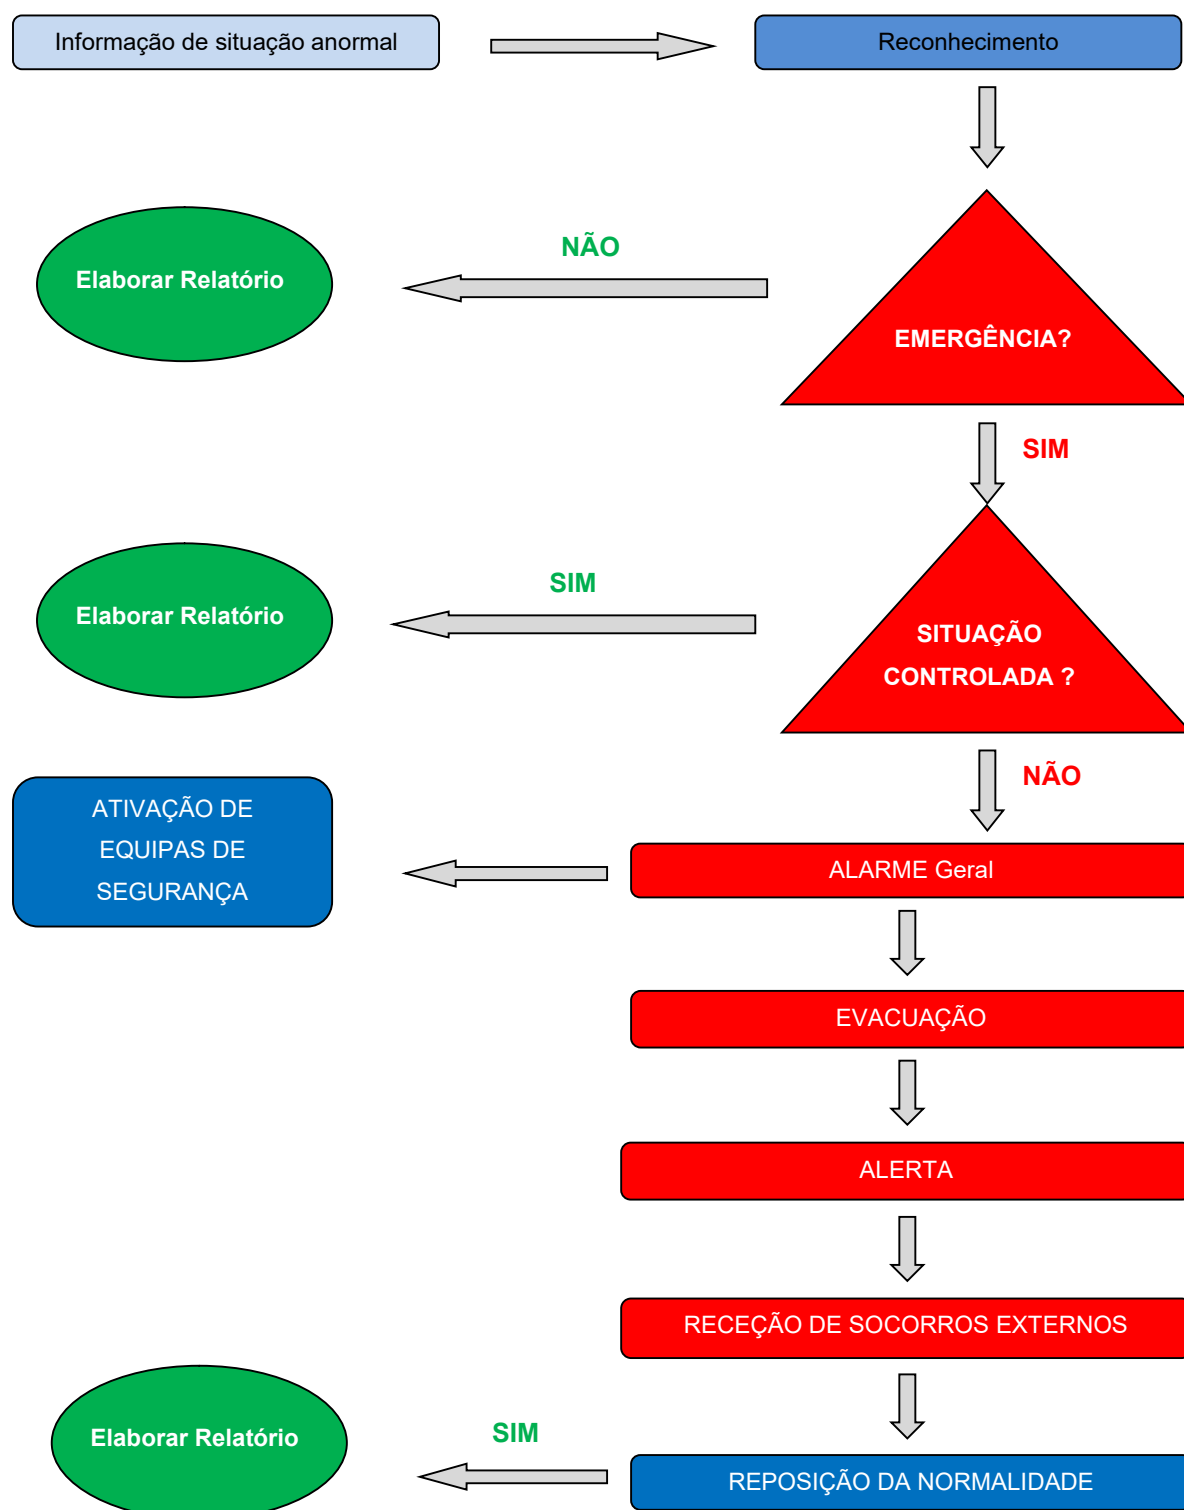 Informação de situação anormal
Reconhecimento
NÃO
Elaborar Relatório
EMERGÊNCIA?
SIM
SIM
Elaborar Relatório
SITUAÇÃO
CONTROLADA ?
NÃO
ATIVAÇÃO DE
EQUIPAS DE
SEGURANÇA
ALARME Geral
EVACUAÇÃO
ALERTA
RECEÇÃO DE SOCORROS EXTERNOS
SIM
Elaborar Relatório
REPOSIÇÃO DA NORMALIDADE